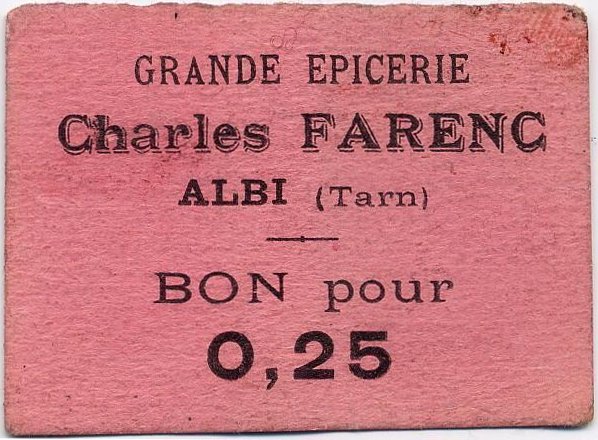 GRANDE EPICERIE
Charles FARENC
ALBI (Tarn)
BON pour
0,25